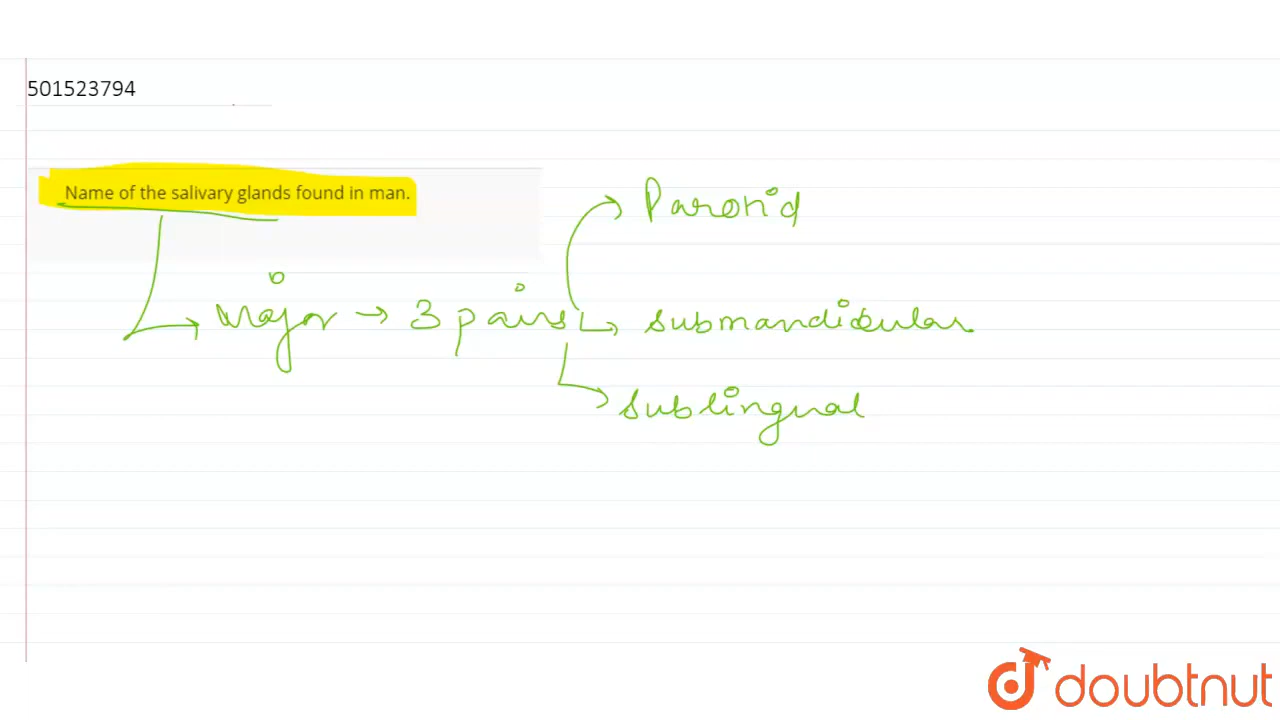 501523794
Name of the salivary glands found in man.
Parotid
Major → 3 pairs → submandibular
sublingual
doubtnut